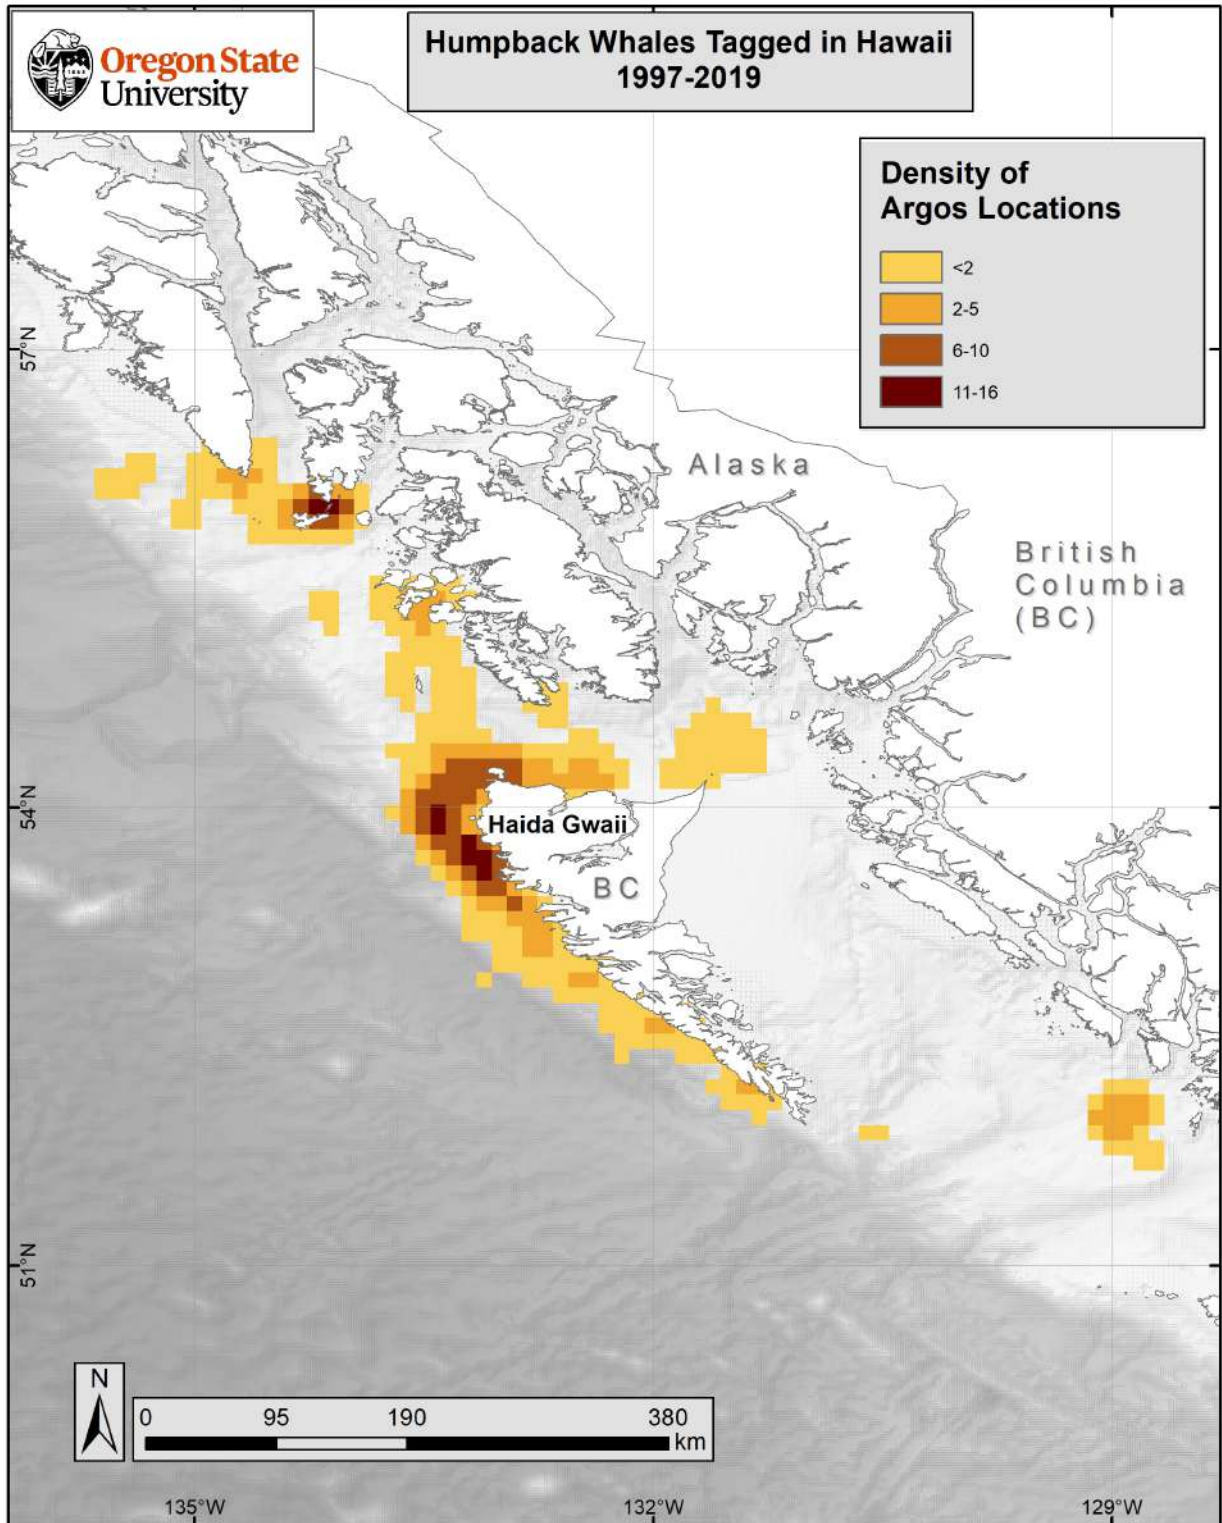 Oregon State
University
Humpback Whales Tagged in Hawaii
1997-2019
Density of
Argos Locations
<2
2-5
6-10
11-16
57°N
Alaska
British
Columbia
(BC)
54°N
Haida Gwaii
BC
51°N
N
0 95 190 380
km
135°W 132°W 129°W